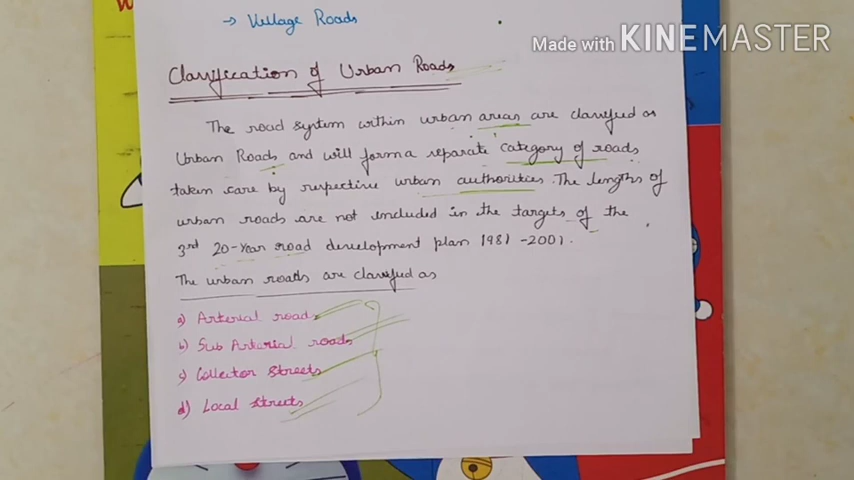 → Village Roads
Made with KINEMASTER
Classification of Urban Roads
The road system within urban areas are classified as
Urban Roads and will form a separate category of roads
taken care by respective urban authorities. The lengths of
urban roads are not included in the targets of the
3rd 20-Year road development plan 1981-2001.
The urban roads are classified as
a) Arterial roads
b) Sub Arterial roads
c) Collector Streets
d) Local Streets